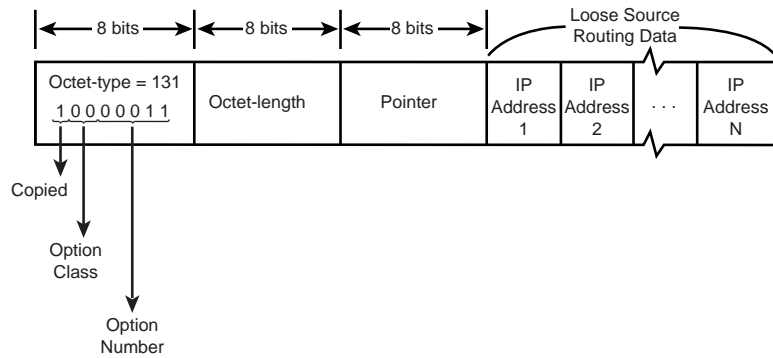 8 bits
8 bits
8 bits
Loose Source
Routing Data
Octet-type = 131
1 0 0 0 0 0 1 1
Octet-length
Pointer
IP
Address
1
IP
Address
2
. . .
IP
Address
N
Copied
Option
Class
Option
Number